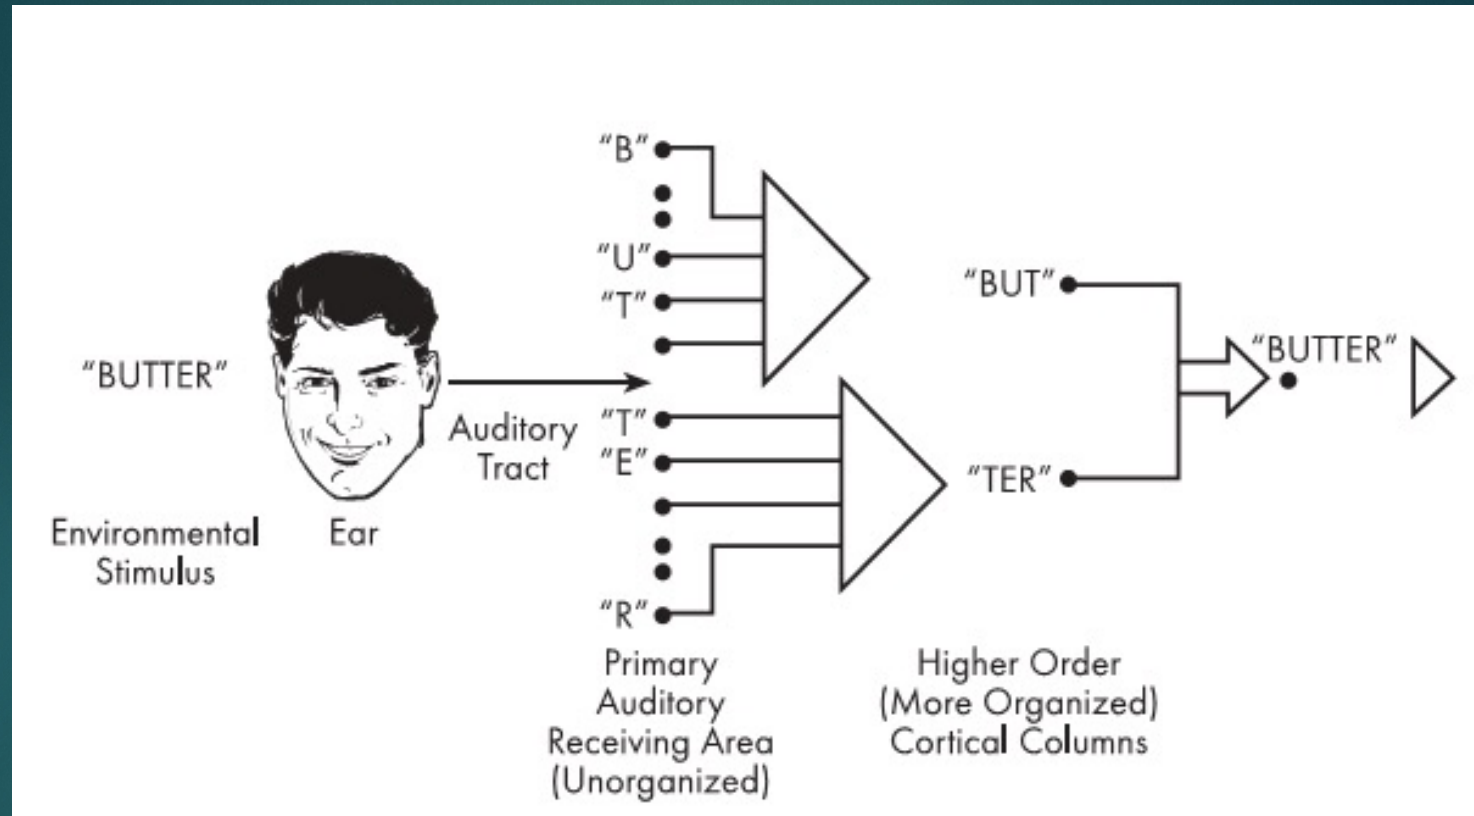 “BUTTER”
Environmental
Stimulus
Ear
Auditory
Tract
“B”
“U”
“T”
“T”
“E”
“R”
Primary
Auditory
Receiving Area
(Unorganized)
“BUT”
“TER”
Higher Order
(More Organized)
Cortical Columns
“BUTTER”